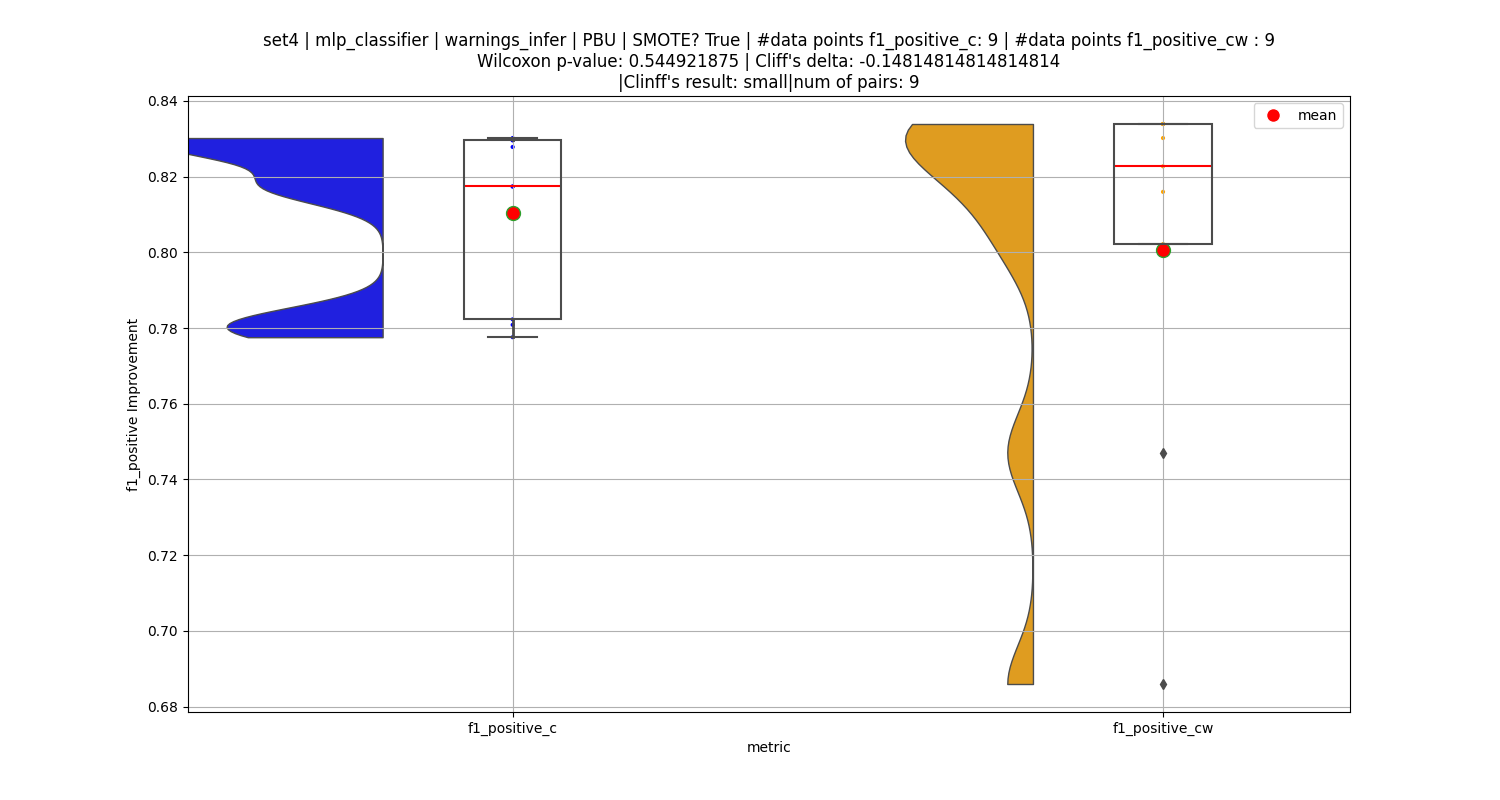 set4 | mlp_classifier | warnings_infer | PBU | SMOTE? True | #data points f1_positive_c: 9 | #data points f1_positive_cw : 9
Wilcoxon p-value: 0.544921875 | Cliff's delta: -0.14814814814814814
|Clinff's result: small|num of pairs: 9
mean
0.84
0.82
0.80
0.78
0.76
0.74
0.72
0.70
0.68
f1_positive Improvement
f1_positive_c
f1_positive_cw
metric